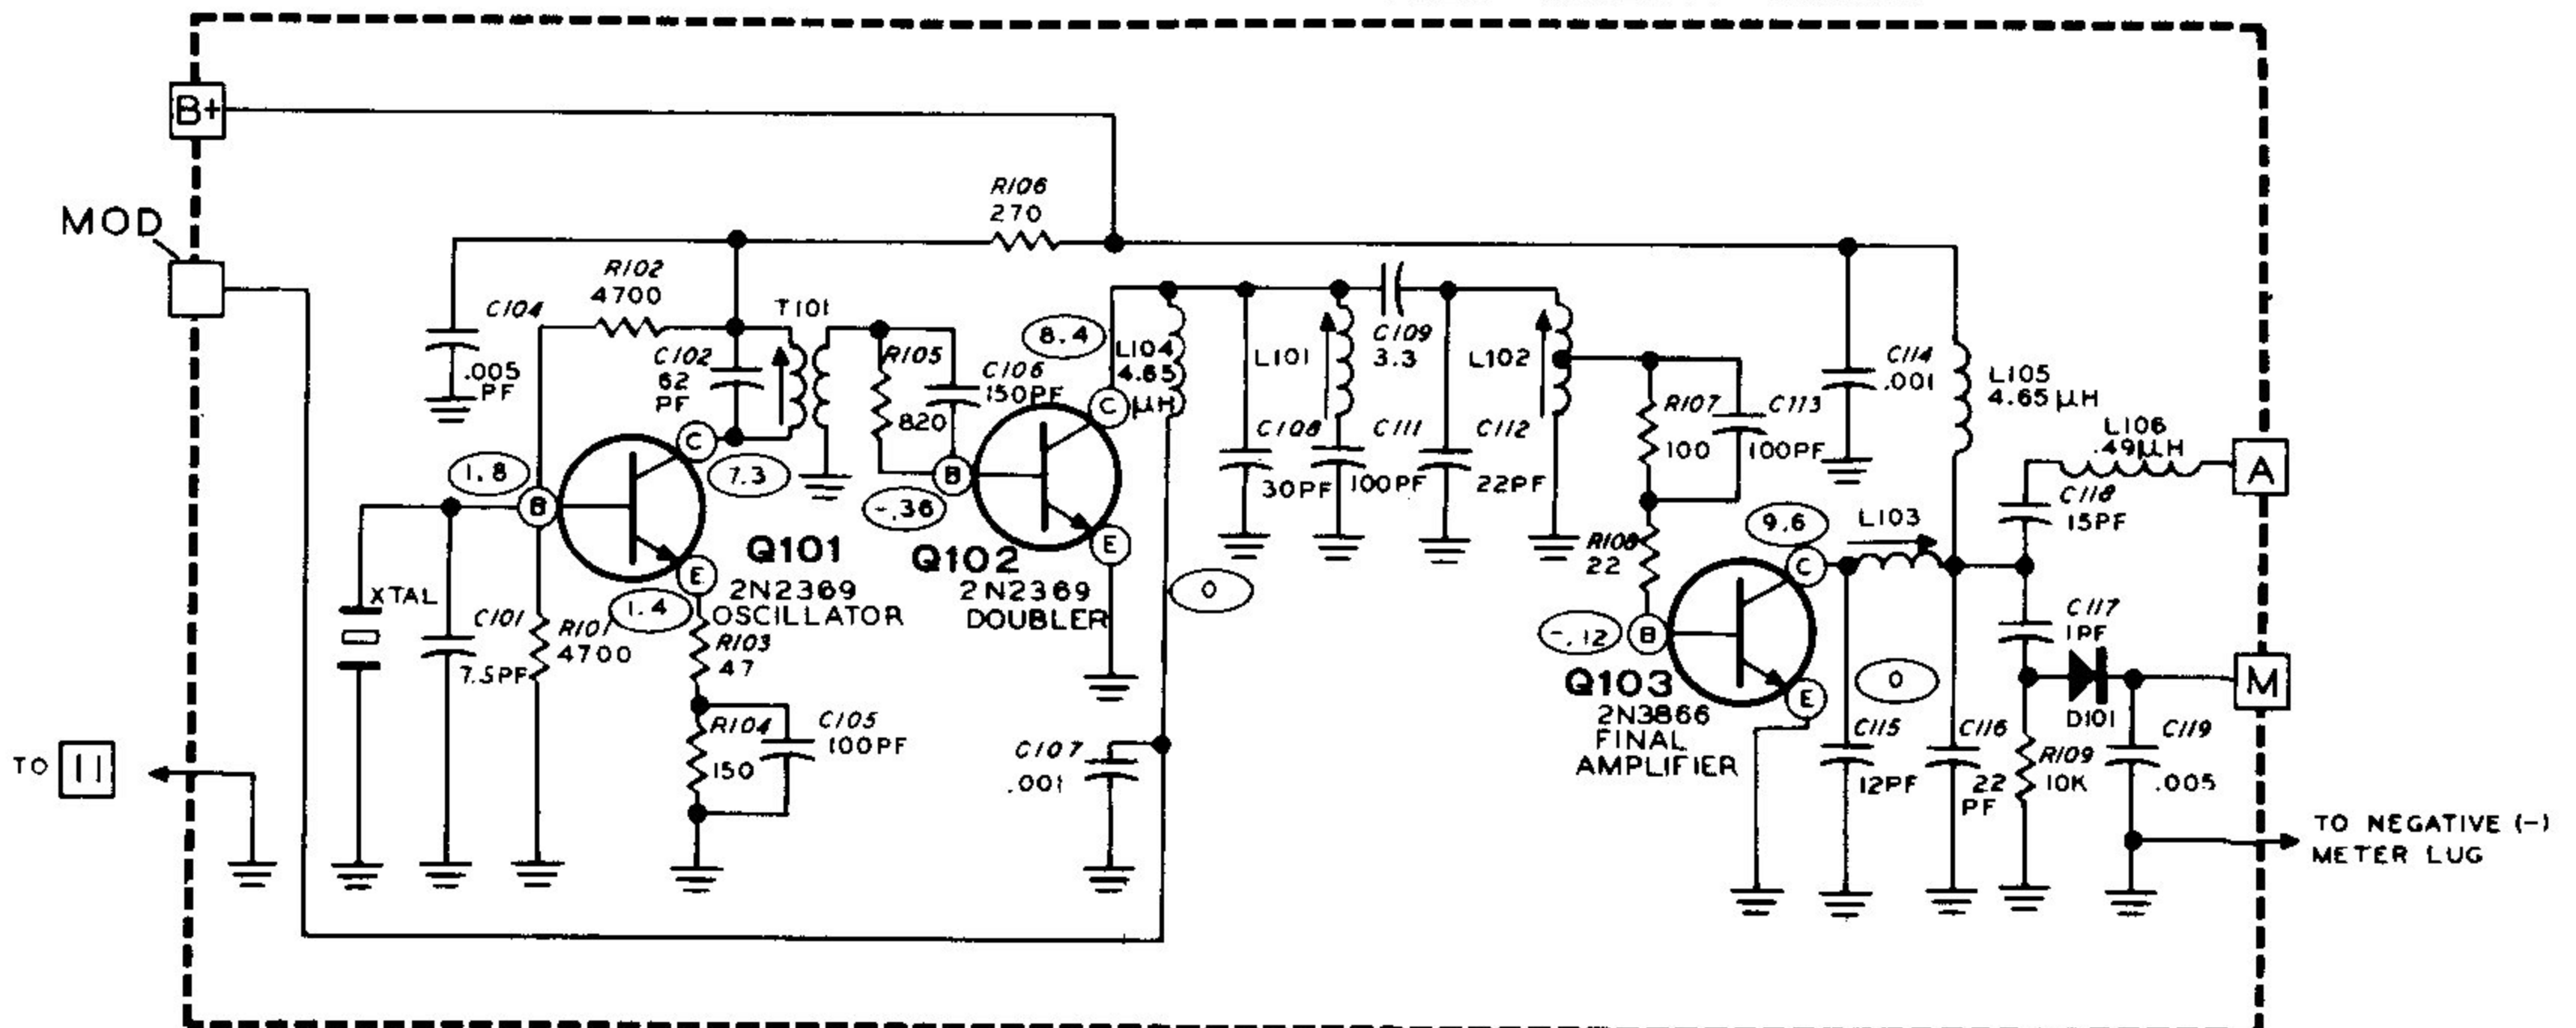 B+
MOD
R106
270
R102
4700
T101
C104
.005
PF
C102
62
PF
R105
820
C106
150PF
8.4
L104
4.65
µH
L101
C109
3.3
L102
C114
.001
L105
4.65µH
L106
.49µH
A
R107
100
C113
100PF
C108
30PF
C111
100PF
C112
22PF
1.8
C
7.3
B
B
-.36
C
E
E
Q101
2N2369
OSCILLATOR
1.4
Q102
2N2369
DOUBLER
0
XTAL
C101
7.5PF
R101
4700
R103
47
R104
150
C105
100PF
C107
.001
R108
22
9.6
L103
C
C118
15PF
-.12
B
Q103
2N3866
FINAL
AMPLIFIER
E
0
C117
1PF
D101
M
C115
12PF
C116
22
PF
R109
10K
C119
.005
TO 11
TO NEGATIVE (-)
METER LUG